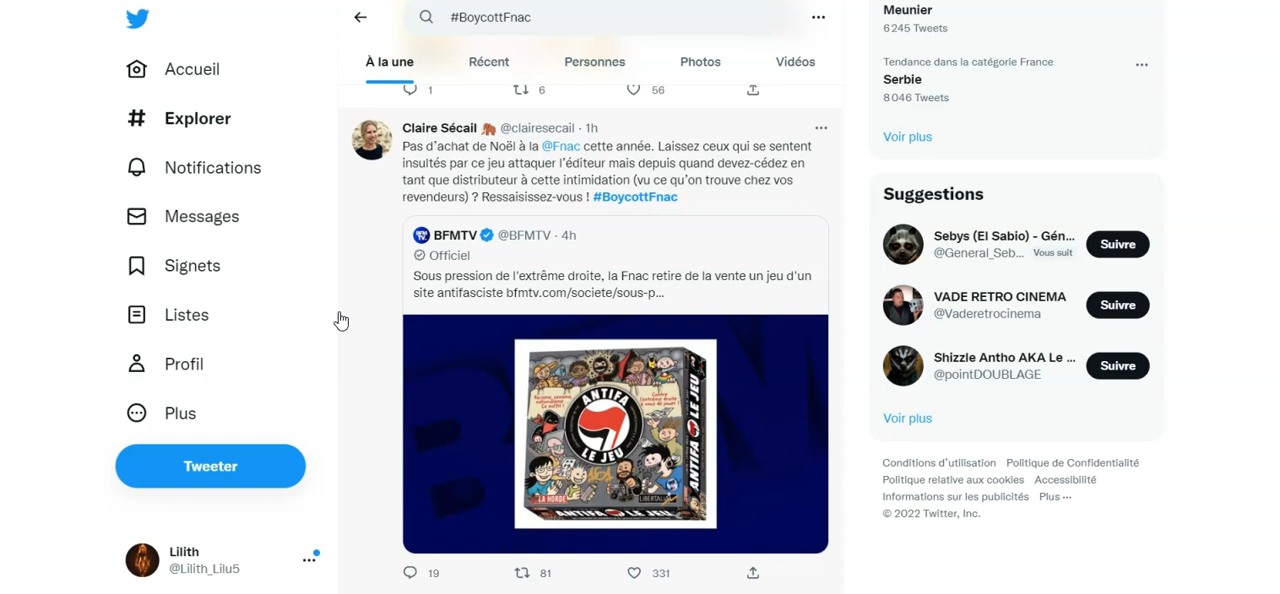 Accueil
Explorer
Notifications
Messages
Signets
Listes
Profil
Plus
Tweeter
Lilith
@Lilith_Lilu5
#BoycottFnac
À la une
Récent
Personnes
Photos
Vidéos
1
6
56
Claire Sécail @clairesecail · 1h
Pas d'achat de Noël à la @Fnac cette année. Laissez ceux qui se sentent
insultés par ce jeu attaquer l'éditeur mais depuis quand devez-cédez en
tant que distributeur à cette intimidation (vu ce qu'on trouve chez vos
revendeurs) ? Ressaisissez-vous ! #BoycottFnac
BFMTV @BFMTV · 4h
Officiel
Sous pression de l'extrême droite, la Fnac retire de la vente un jeu d'un
site antifasciste bfmtv.com/societe/sous-p...
ANTIFA
LE JEU
LA HORDE
LIBERTALIA
ANTIFA LE JEU
ANTIFA LE JEU
19
81
331
Meunier
6 245 Tweets
Tendance dans la catégorie France
Serbie
8 046 Tweets
Voir plus
Suggestions
Sebys (El Sabio) - Gén...
@General_Seb... Vous suit
Suivre
VADE RETRO CINEMA
@Vaderetrocinema
Suivre
Shizzle Antho AKA Le ...
@pointDOUBLAGE
Suivre
Voir plus
Conditions d'utilisation Politique de Confidentialité
Politique relative aux cookies Accessibilité
Informations sur les publicités Plus ...
© 2022 Twitter, Inc.